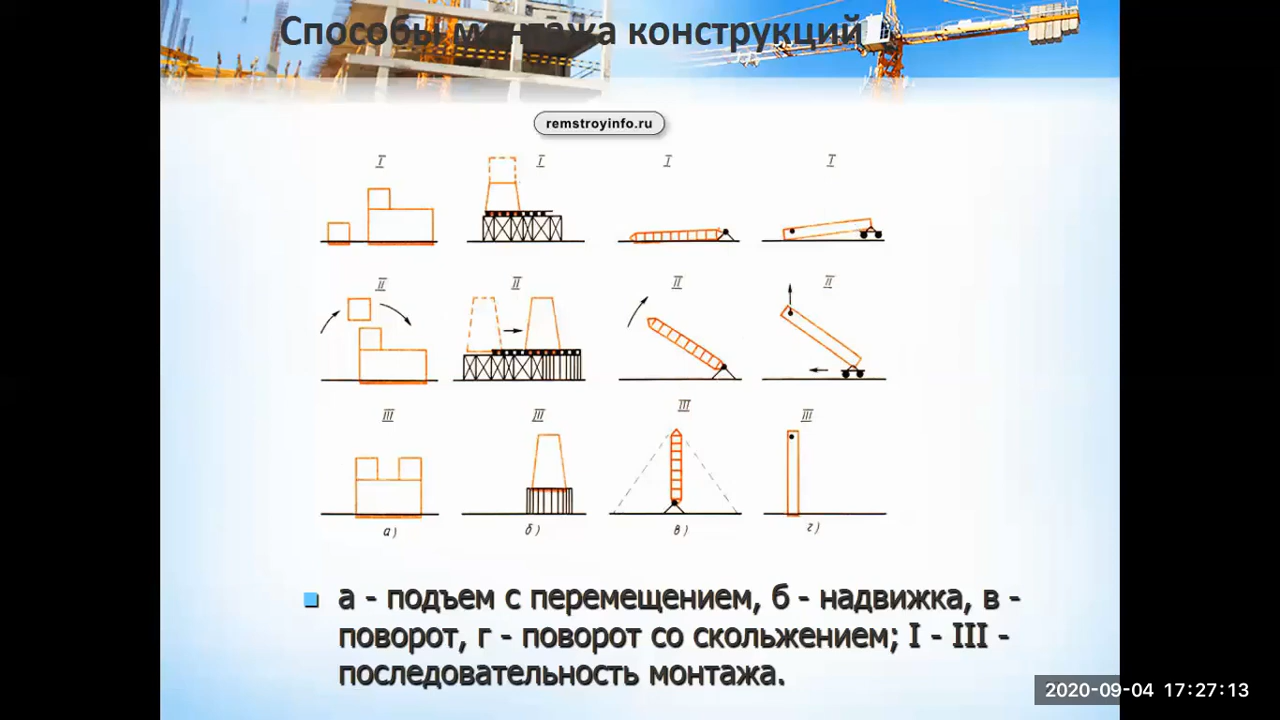 Способы монтажа конструкций
remstroyinfo.ru
I I I I
II II II II
III III III III
а) б) в) г)
а - подъем с перемещением, б - надвижка, в -
поворот, г - поворот со скольжением; I - III -
последовательность монтажа.
2020-09-04 17:27:13